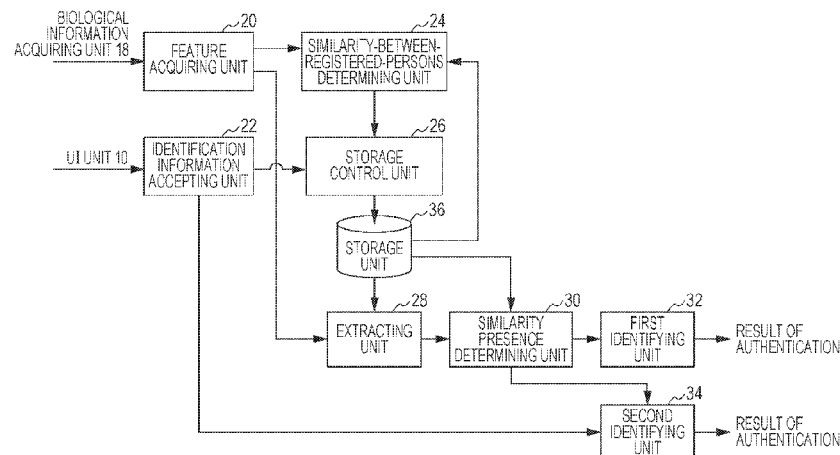 BIOLOGICAL
INFORMATION
ACQUIRING UNIT 18
20
FEATURE
ACQUIRING UNIT
24
SIMILARITY-BETWEEN-
REGISTERED-PERSONS
DETERMINING UNIT
UI UNIT 10
22
IDENTIFICATION
INFORMATION
ACCEPTING UNIT
26
STORAGE
CONTROL UNIT
36
STORAGE
UNIT
28
EXTRACTING
UNIT
30
SIMILARITY
PRESENCE
DETERMINING UNIT
32
FIRST
IDENTIFYING
UNIT
RESULT OF
AUTHENTICATION
34
SECOND
IDENTIFYING
UNIT
RESULT OF
AUTHENTICATION